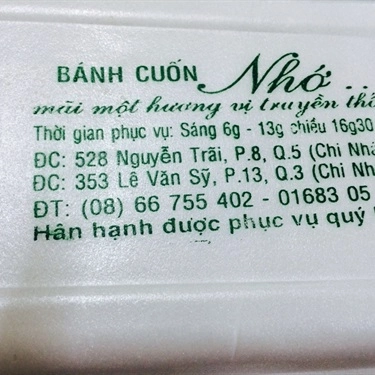 BÁNH CUỐN Nhớ...
mãi một hương vị truyền
Thời gian phục vụ: Sáng 6g - 13g chiều 16g30
ĐC: 528 Nguyễn Trãi, P.8, Q.5 (Chi
ĐC: 353 Lê Văn Sỹ, P.13, Q.3 (Chi
ĐT: (08) 66 755 402 - 01683 05
Hân hạnh được phục vụ quý